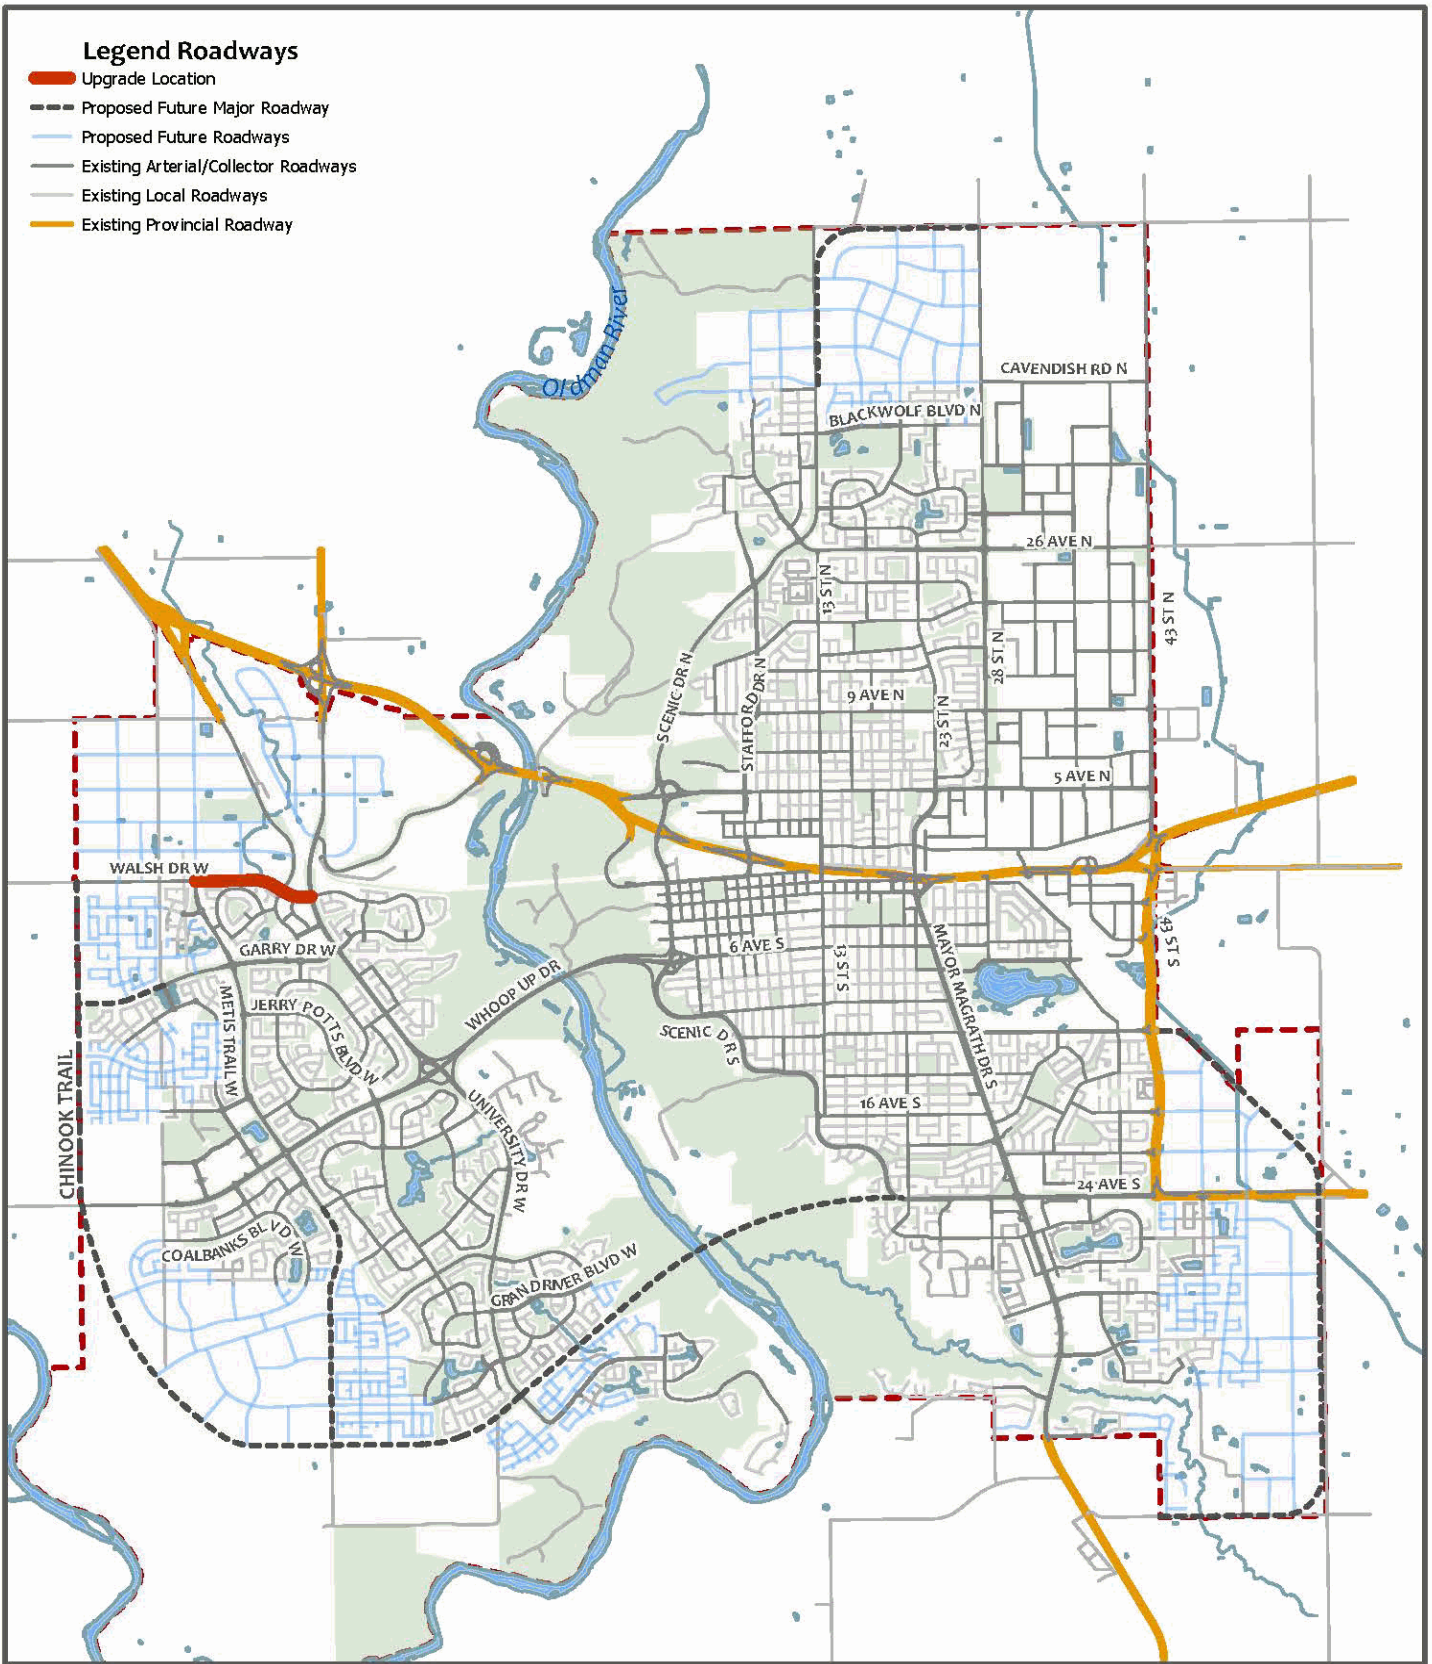 Legend Roadways
Upgrade Location
Proposed Future Major Roadway
Proposed Future Roadways
Existing Arterial/Collector Roadways
Existing Local Roadways
Existing Provincial Roadway
Oldman River
CAVENDISH RD N
BLACKWOLF BLVD N
26 AVE N
13 ST N
43 ST N
28 ST N
SCENIC DR N
STAFFORD DR N
9 AVE N
23 ST N
5 AVE N
WALSH DR W
GARRY DR W
6 AVE S
13 ST S
MAYOR MAGRATH DR S
43 ST S
WHOOP UP DR
METIS TRAIL W
JERRY POTTS BLVD W
SCENIC DR S
CHINOOK TRAIL
UNIVERSITY DR W
16 AVE S
24 AVE S
COALBANKS BLVD W
GRANDRIVER BLVD W